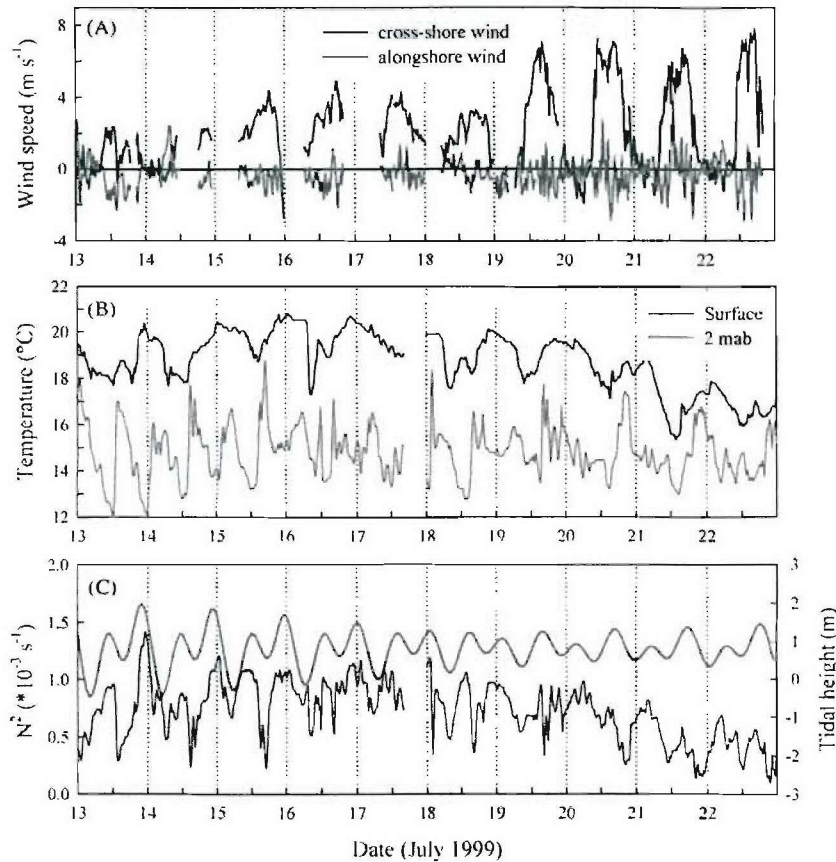 (A)
cross-shore wind
alongshore wind
Wind speed (m s⁻¹)
8
4
0
-4
13 14 15 16 17 18 19 20 21 22
(B)
Surface
2 mab
Temperature (°C)
22
20
18
16
14
12
13 14 15 16 17 18 19 20 21 22
(C)
N² (*10⁻³ s⁻¹)
2.0
1.5
1.0
0.5
0.0
Tidal height (m)
3
2
1
0
-1
-2
-3
13 14 15 16 17 18 19 20 21 22
Date (July 1999)